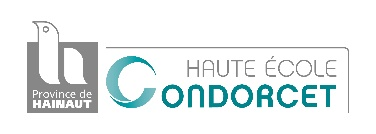 Province de
HAINAUT
HAUTE ÉCOLE
CONDORCET